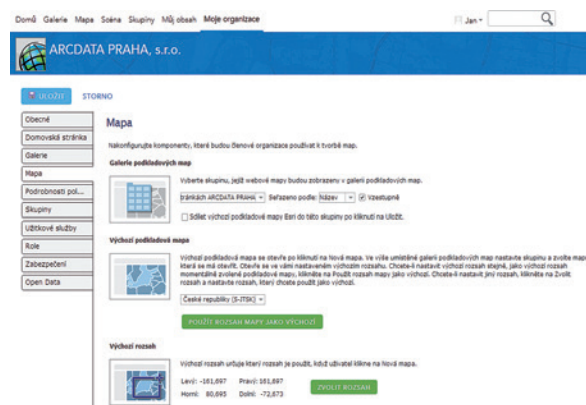 Domů Galerie Mapa Scéna Skupiny Můj obsah Moje organizace Jan
ARCDATA PRAHA, s.r.o.
ULOŽIT STORNO
Obecné
Domovská stránka
Galerie
Mapa
Podrobnosti pol...
Skupiny
Užitkové služby
Role
Zabezpečení
Open Data
Mapa
Nakonfigurujte komponenty, které budou členové organizace používat k tvorbě map.
Galerie podkladových map
Vyberte skupinu, jejíž webové mapy budou zobrazeny v galerii podkladových map.
tránkách ARCDATA PRAHA, Seřazeno podle: Název Vzestupně
Sdílet výchozí podkladové mapy Esri do této skupiny po kliknutí na Uložit.
Výchozí podkladová mapa
Výchozí podkladová mapa se otevře po kliknutí na Nová mapa. Ve výše umístěné galerii podkladových map nastavte skupinu a zvolte mapu
která se má otevřít. Otevře se ve vámi nastaveném výchozím rozsahu. Chcete-li nastavit výchozí rozsah stejně, jako výchozí rozsah
momentálně zvolené podkladové mapy, klikněte na Použít rozsah mapy jako výchozí. Chcete-li nastavit jiný rozsah, klikněte na Zvolit
rozsah a nastavte rozsah, který chcete použít jako výchozí.
České republiky (S-JTSK)
POUŽÍT ROZSAH MAPY JAKO VÝCHOZÍ
Výchozí rozsah
Výchozí rozsah určuje který rozsah je použit, když uživatel klikne na Nová mapa.
Levý: -161,697 Pravý: 161,697
Horní: 80,695 Dolní: -72,673
ZVOLIT ROZSAH